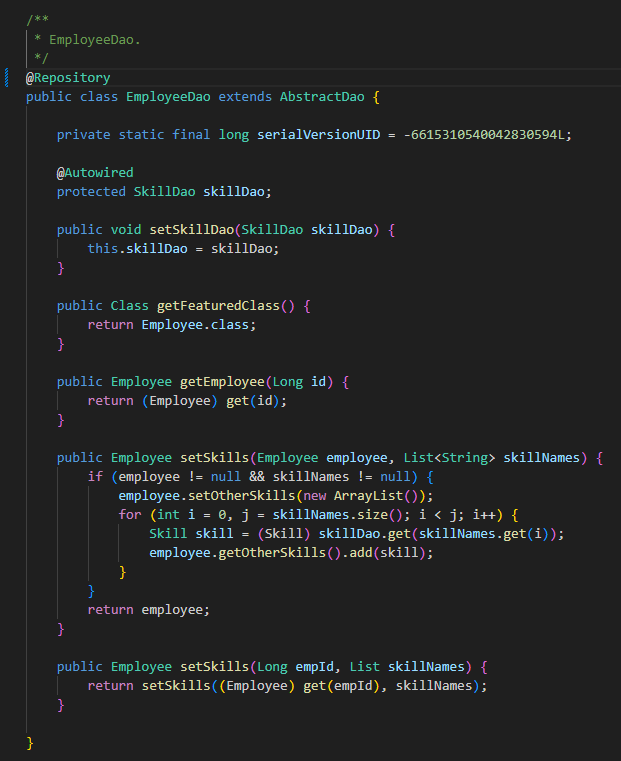 /**
 * EmployeeDao.
 */
@Repository
public class EmployeeDao extends AbstractDao {
    private static final long serialVersionUID = -6615310540042830594L;
    @Autowired
    protected SkillDao skillDao;
    public void setSkillDao(SkillDao skillDao) {
        this.skillDao = skillDao;
    }
    public Class getFeaturedClass() {
        return Employee.class;
    }
    public Employee getEmployee(Long id) {
        return (Employee) get(id);
    }
    public Employee setSkills(Employee employee, List<String> skillNames) {
        if (employee != null && skillNames != null) {
            employee.setOtherSkills(new ArrayList());
            for (int i = 0, j = skillNames.size(); i < j; i++) {
                Skill skill = (Skill) skillDao.get(skillNames.get(i));
                employee.getOtherSkills().add(skill);
            }
        }
        return employee;
    }
    public Employee setSkills(Long empId, List skillNames) {
        return setSkills((Employee) get(empId), skillNames);
    }
}